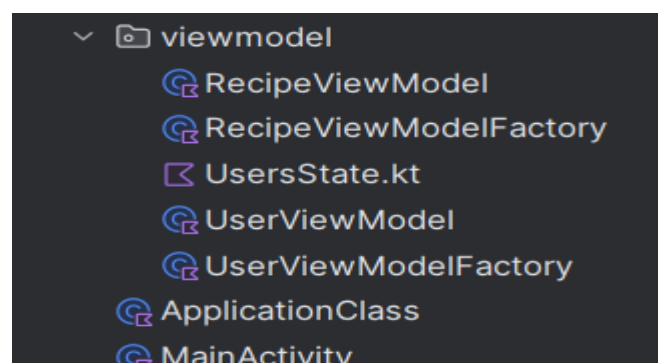 viewmodel
RecipeViewModel
RecipeViewModelFactory
UsersState.kt
UserViewModel
UserViewModelFactory
ApplicationClass
MainActivity